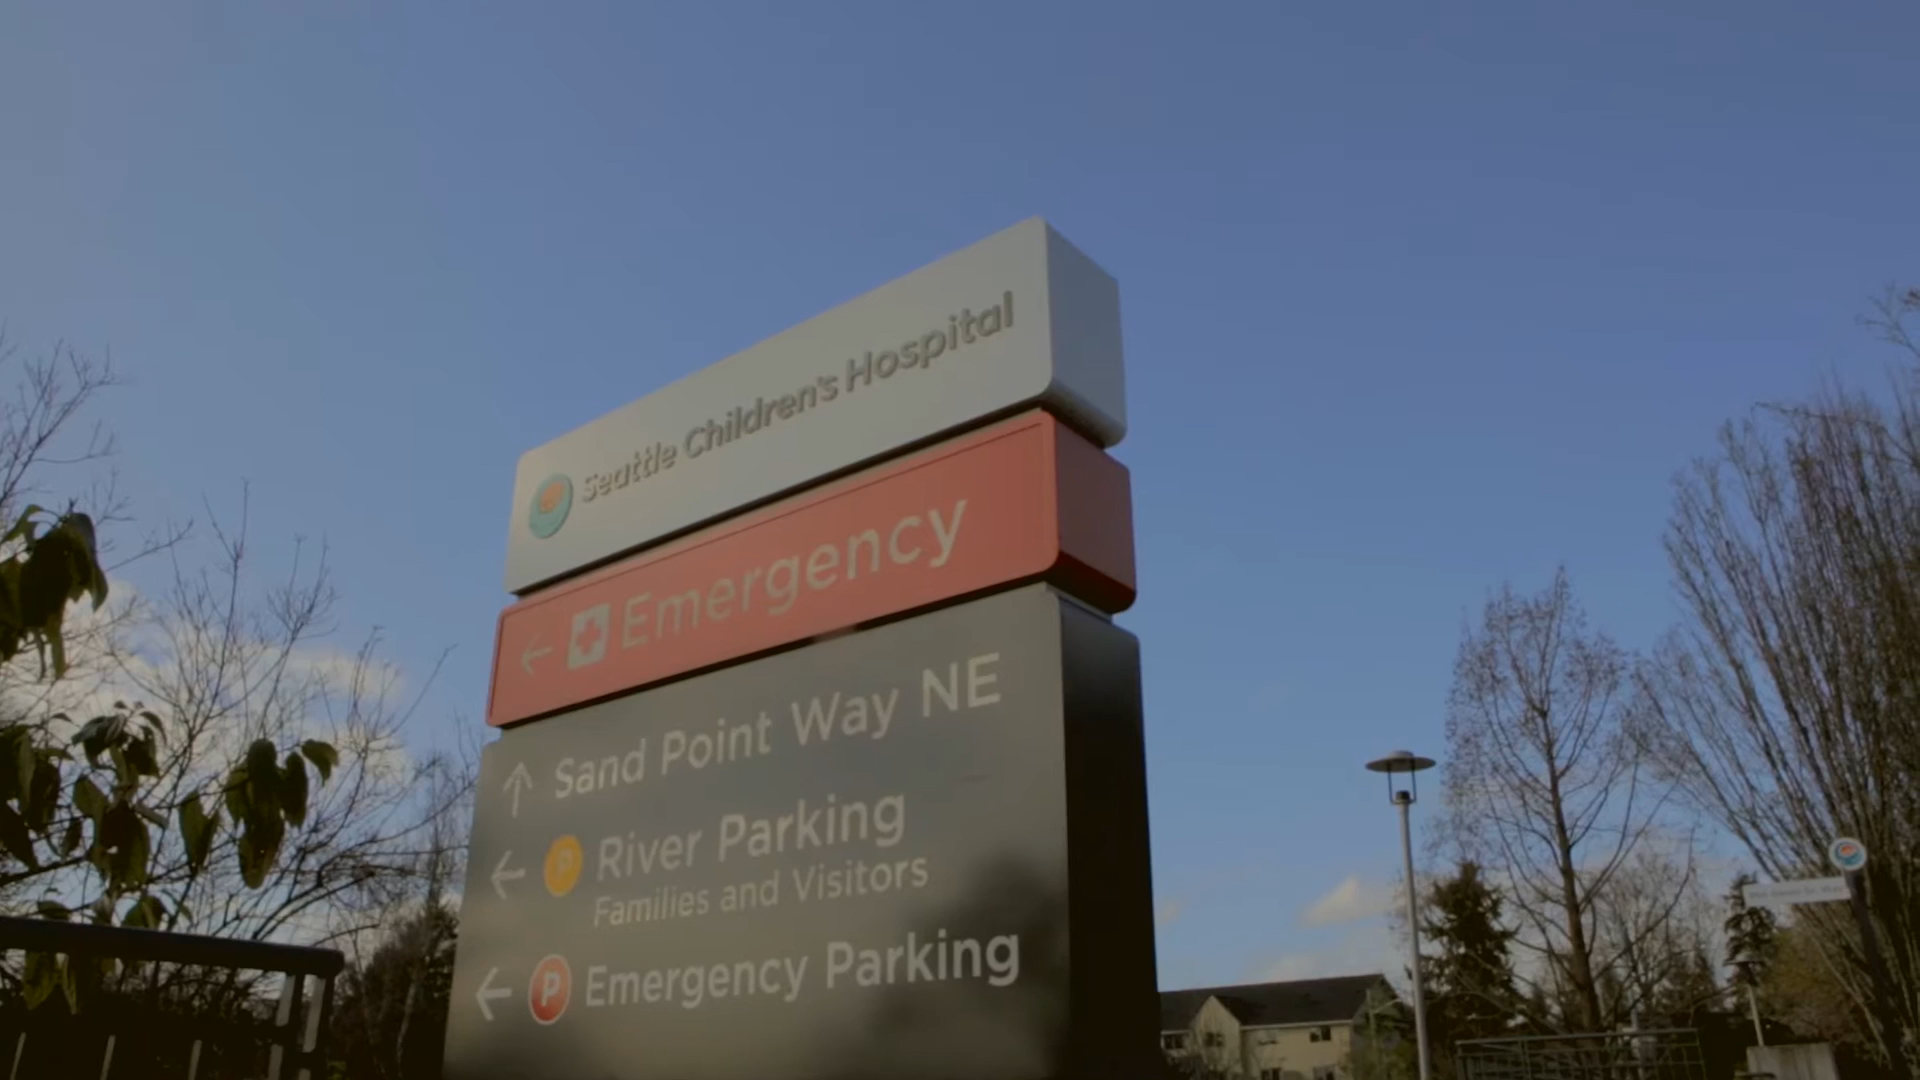 Seattle Children's Hospital
← Emergency
↑ Sand Point Way NE
← P River Parking
Families and Visitors
← P Emergency Parking